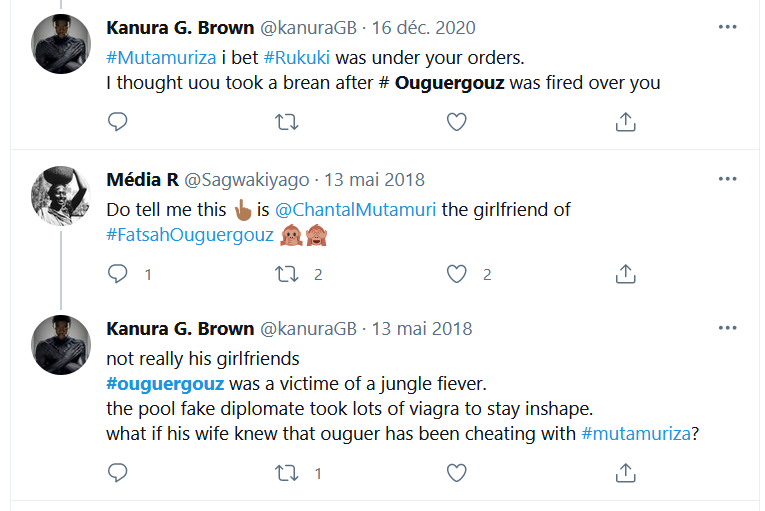 Kanura G. Brown @kanuraGB · 16 déc. 2020
#Mutamuriza i bet #Rukuki was under your orders.
I thought uou took a brean after # Ouguergouz was fired over you
Média R @Sagwakiyago · 13 mai 2018
Do tell me this 👆🏾 is @ChantalMutamuri the girlfriend of
#FatsahOuguergouz 🙊🙈
1 2 2
Kanura G. Brown @kanuraGB · 13 mai 2018
not really his girlfriends
#ouguergouz was a victime of a jungle fiever.
the pool fake diplomate took lots of viagra to stay inshape.
what if his wife knew that ouguer has been cheating with #mutamuriza?
1